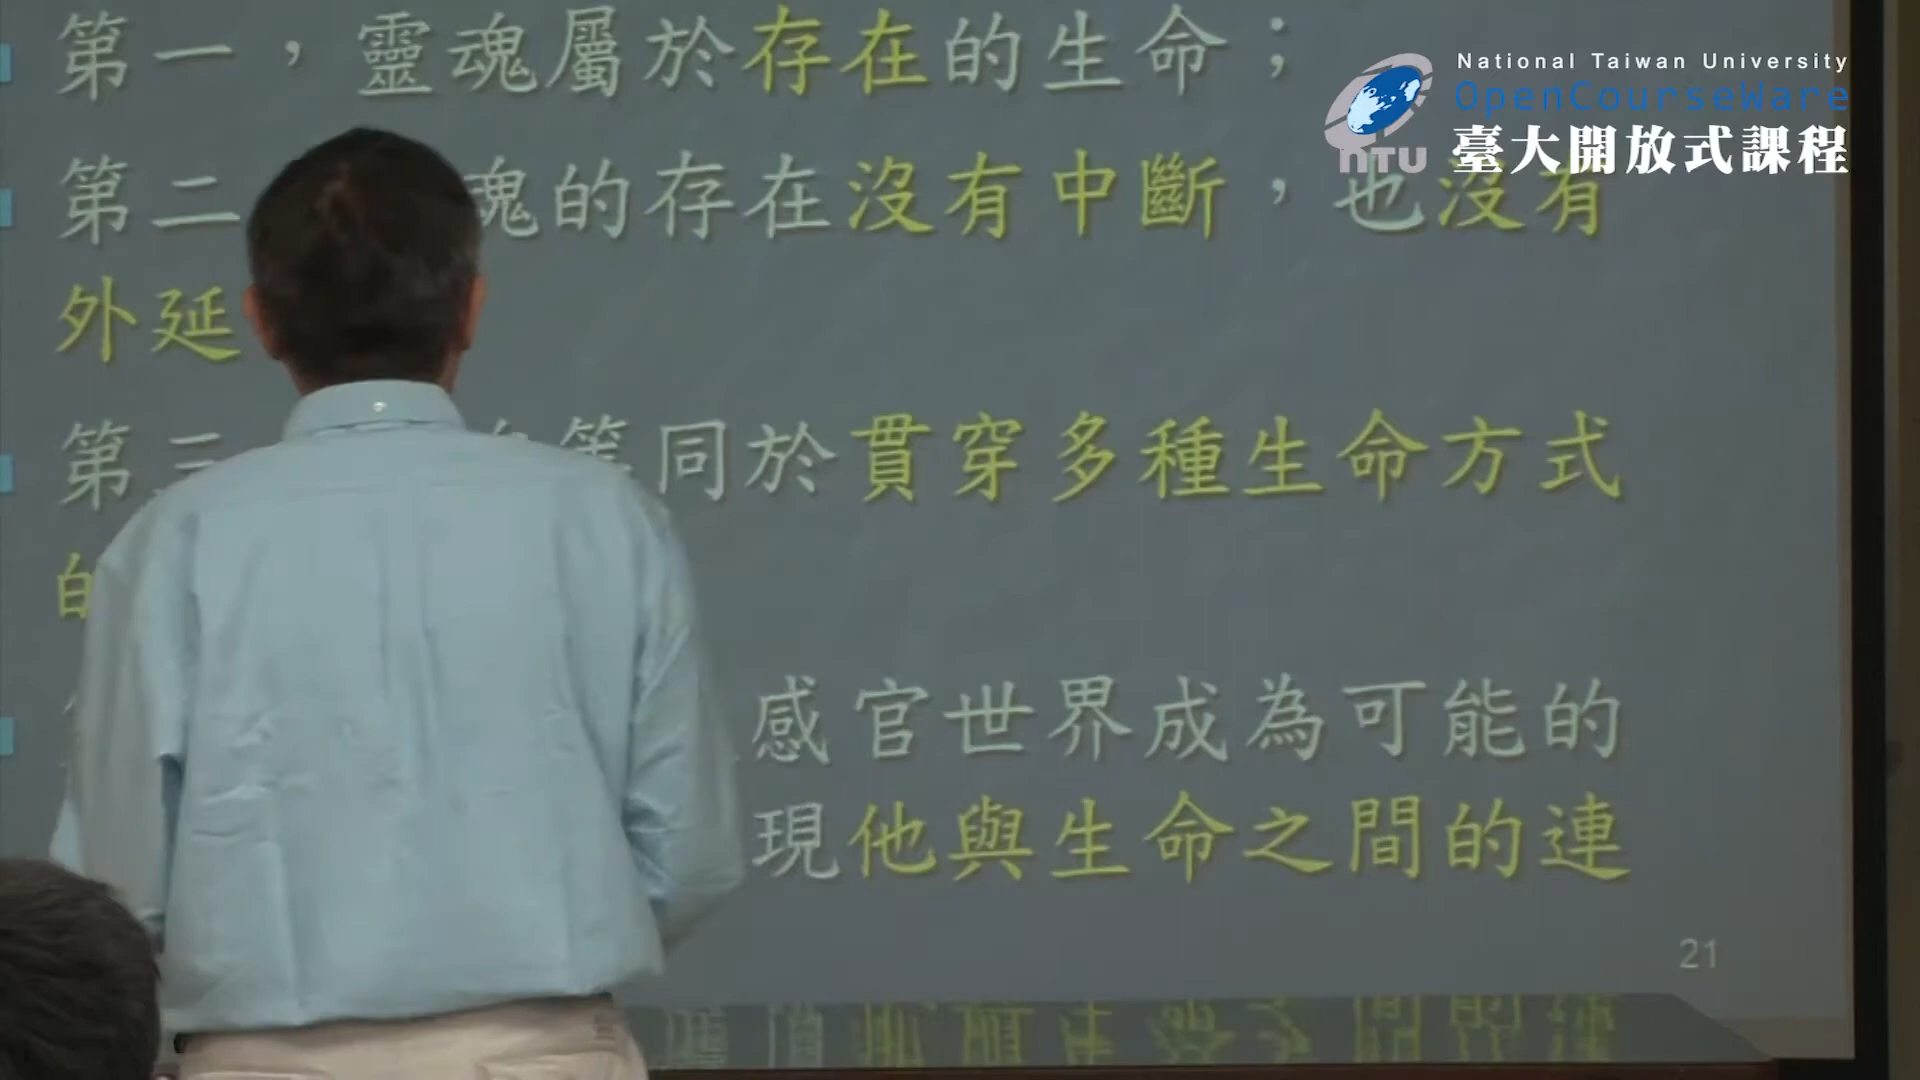 第一，靈魂屬於存在的生命；
National Taiwan University
OpenCourseWare
臺大開放式課程
nTU
第二 魂的存在沒有中斷，也沒有
外延
第三 等同於貫穿多種生命方式
的
感官世界成為可能的
現他與生命之間的連
21